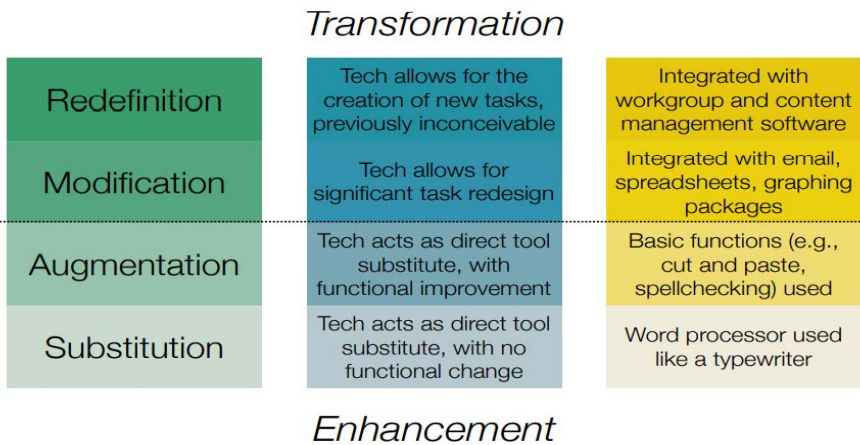 Transformation
Redefinition
Tech allows for the
creation of new tasks,
previously inconceivable
Integrated with
workgroup and content
management software
Modification
Tech allows for
significant task redesign
Integrated with email,
spreadsheets, graphing
packages
Augmentation
Tech acts as direct tool
substitute, with
functional improvement
Basic functions (e.g.,
cut and paste,
spellchecking) used
Substitution
Tech acts as direct tool
substitute, with no
functional change
Word processor used
like a typewriter
Enhancement